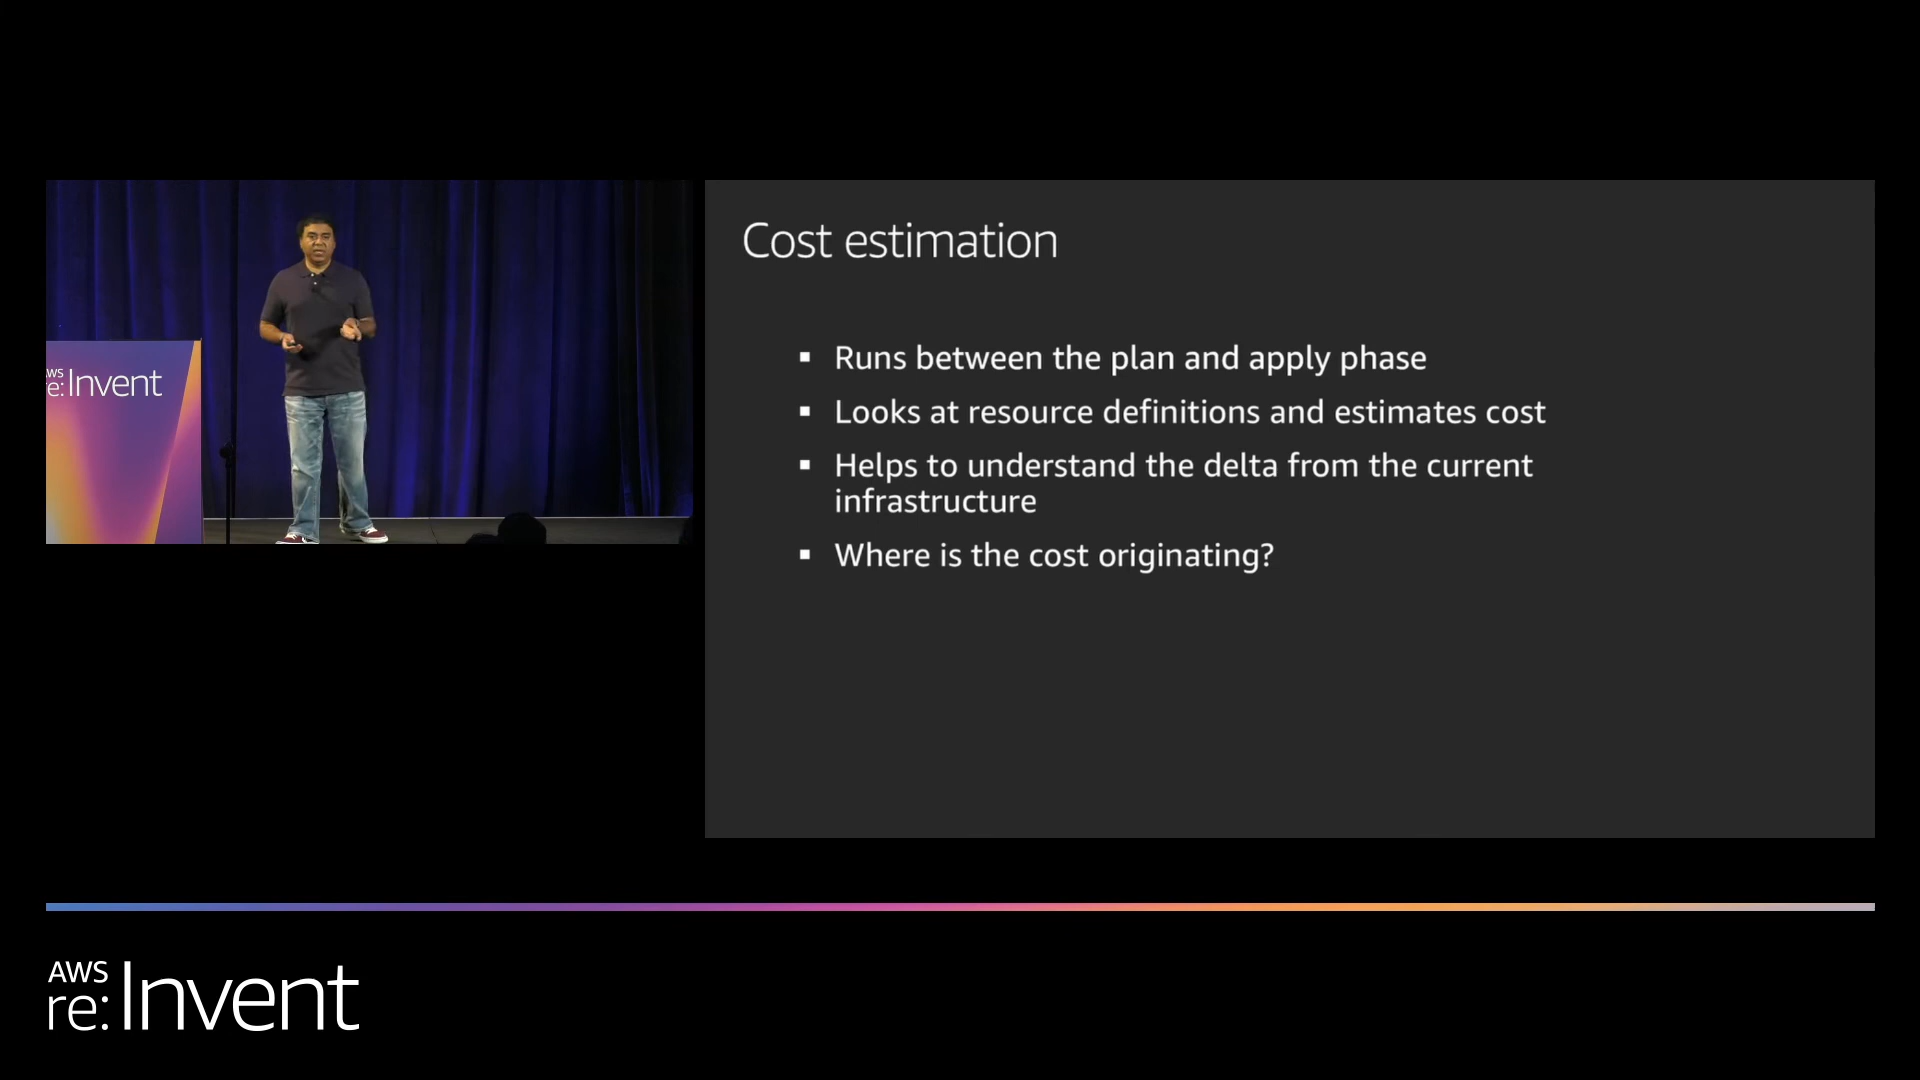 Cost estimation
▪ Runs between the plan and apply phase
▪ Looks at resource definitions and estimates cost
▪ Helps to understand the delta from the current
infrastructure
▪ Where is the cost originating?
aws
re:Invent
AWS
re:Invent